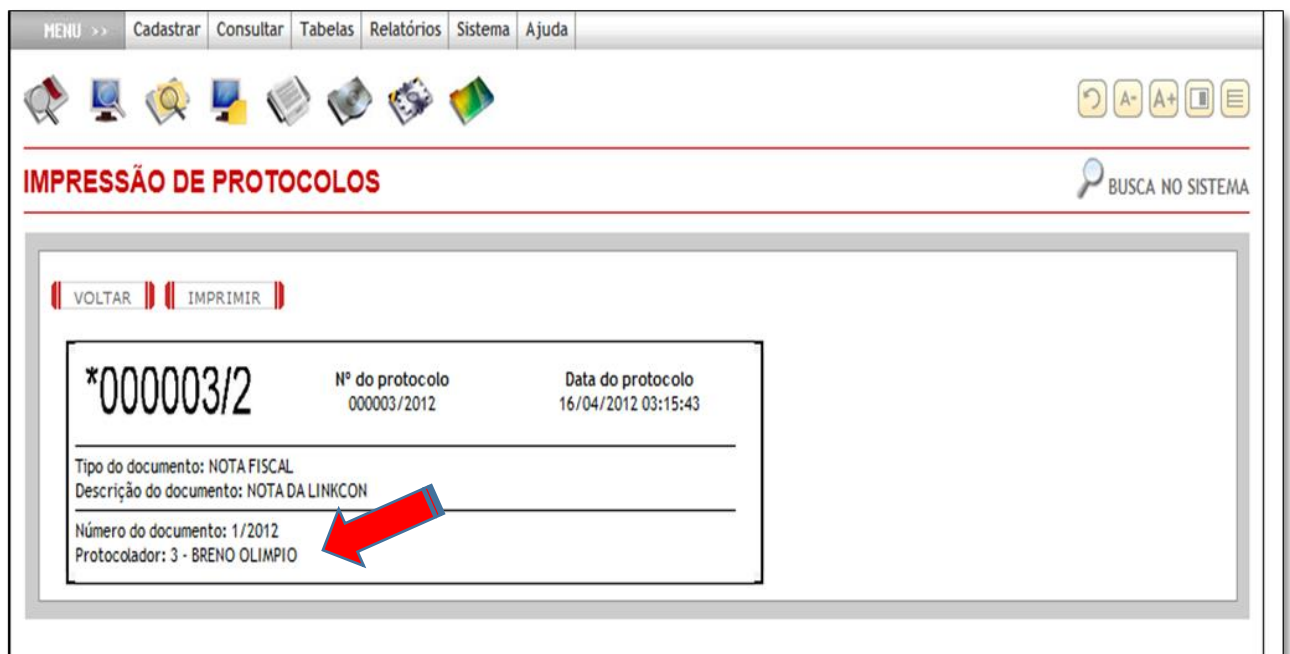 MENU >> Cadastrar Consultar Tabelas Relatórios Sistema Ajuda
A- A+
IMPRESSÃO DE PROTOCOLOS
BUSCA NO SISTEMA
VOLTAR IMPRIMIR
*000003/2
Nº do protocolo
000003/2012
Data do protocolo
16/04/2012 03:15:43
Tipo do documento: NOTA FISCAL
Descrição do documento: NOTA DA LINKCON
Número do documento: 1/2012
Protocolador: 3 - BRENO OLIMPIO